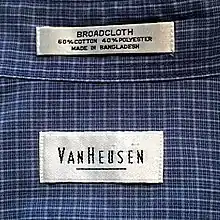 BROADCLOTH
60% COTTON 40% POLYESTER
MADE IN BANGLADESH
VANHEUSEN